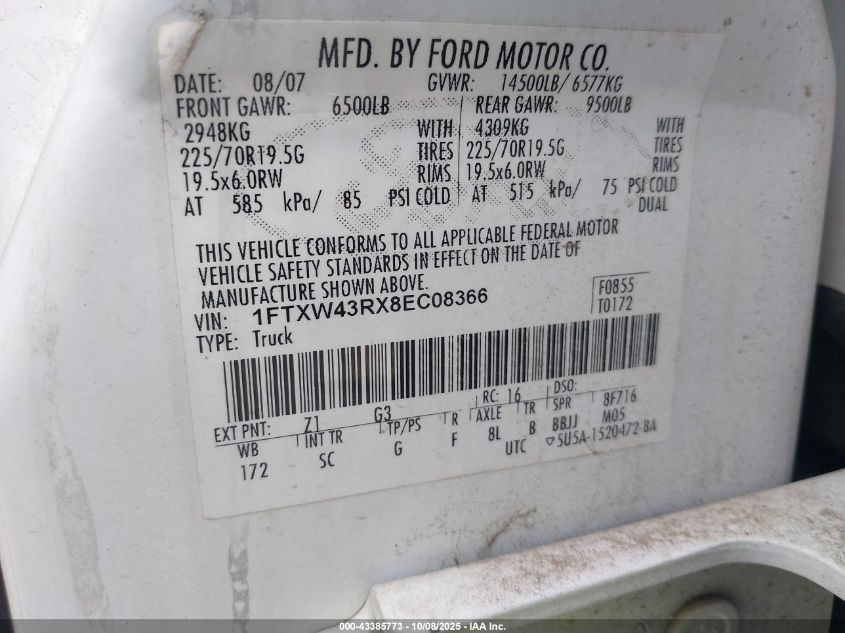 MFD. BY FORD MOTOR CO.
DATE: 08/07 GVWR: 14500LB/ 6577KG
FRONT GAWR: 6500LB REAR GAWR: 9500LB
2948KG WITH 4309KG WITH
225/70R19.5G TIRES 225/70R19.5G TIRES
19.5x6.0RW RIMS 19.5x6.0RW RIMS
AT 585 kPa/ 85 PSI COLD AT 515 kPa/ 75 PSI COLD
DUAL
THIS VEHICLE CONFORMS TO ALL APPLICABLE FEDERAL MOTOR
VEHICLE SAFETY STANDARDS IN EFFECT ON THE DATE OF
MANUFACTURE SHOWN ABOVE.
VIN: 1FTXW43RX8EC08366 F0855
TYPE: Truck T0172
EXT PNT: Z1 G3 RC: 16 DSO:
WB INT TR TP/PS R AXLE TR SPR 8F716
172 SC G F 8L B BBJJ M05
UTC ▽5U5A-1520472-BA
000-43385773 - 10/08/2025 - IAA Inc.